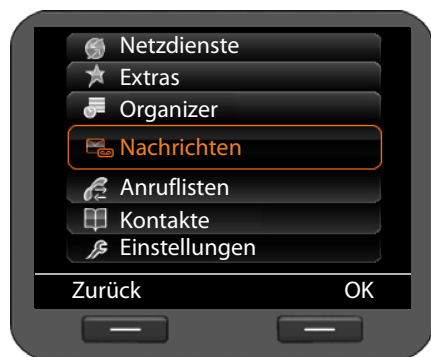 Netzdienste
Extras
Organizer
Nachrichten
Anruflisten
Kontakte
Einstellungen
Zurück OK